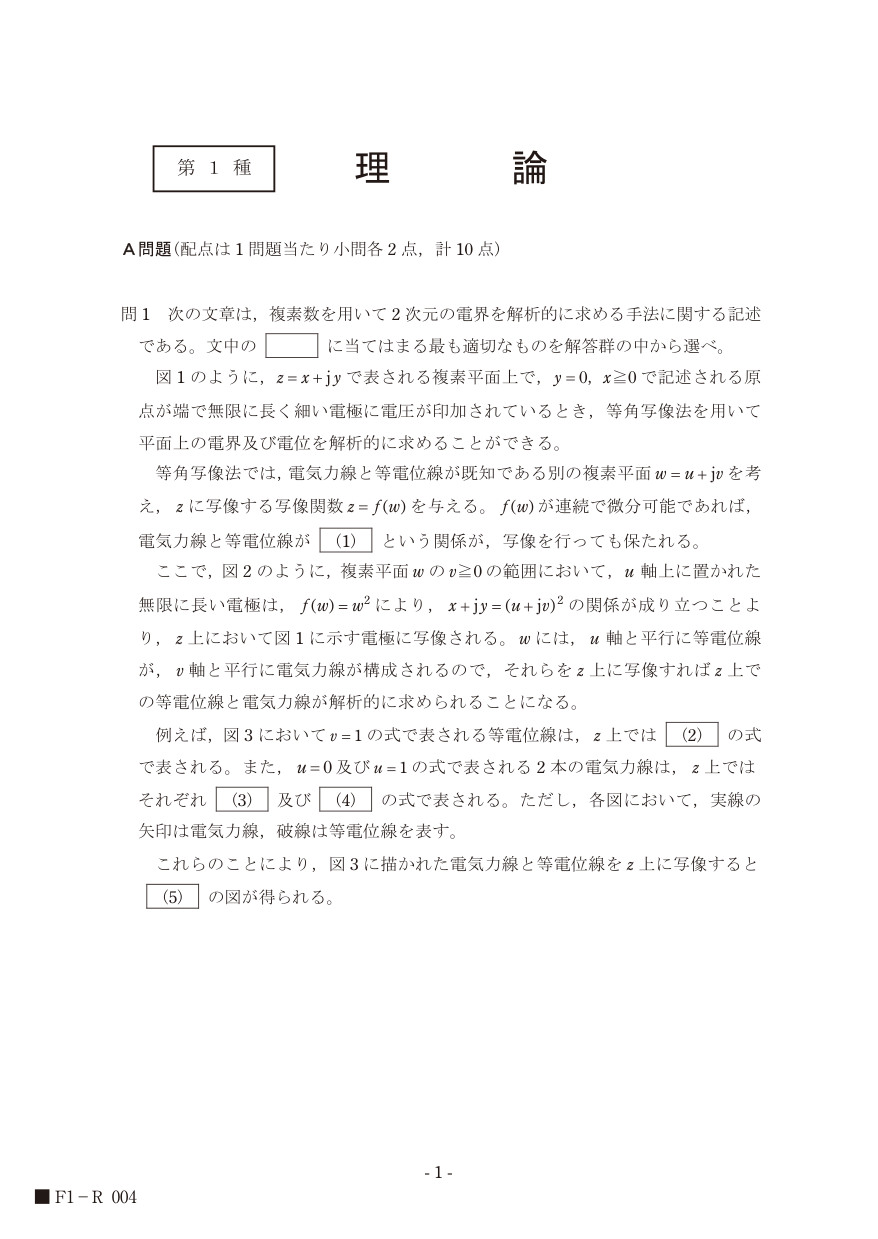 第 1 種
理 論
A問題(配点は1問題当たり小問各2点，計10点)
問1 次の文章は，複素数を用いて2次元の電界を解析的に求める手法に関する記述
である。文中の に当てはまる最も適切なものを解答群の中から選べ。
図1のように，z = x + jy で表される複素平面上で，y = 0，x≧0 で記述される原
点が端で無限に長く細い電極に電圧が印加されているとき，等角写像法を用いて
平面上の電界及び電位を解析的に求めることができる。
等角写像法では，電気力線と等電位線が既知である別の複素平面 w = u + jv を考
え，z に写像する写像関数 z = f(w) を与える。f(w) が連続で微分可能であれば，
電気力線と等電位線が (1) という関係が，写像を行っても保たれる。
ここで，図2のように，複素平面 w の v≧0 の範囲において，u 軸上に置かれた
無限に長い電極は，f(w) = w² により，x + jy = (u + jv)² の関係が成り立つことよ
り，z 上において図1に示す電極に写像される。w には，u 軸と平行に等電位線
が，v 軸と平行に電気力線が構成されるので，それらを z 上に写像すれば z 上で
の等電位線と電気力線が解析的に求められることになる。
例えば，図3において v = 1 の式で表される等電位線は，z 上では (2) の式
で表される。また，u = 0 及び u = 1 の式で表される2本の電気力線は，z 上では
それぞれ (3) 及び (4) の式で表される。ただし，各図において，実線の
矢印は電気力線，破線は等電位線を表す。
これらのことにより，図3に描かれた電気力線と等電位線を z 上に写像すると
(5) の図が得られる。
- 1 -
■ F1－R 004